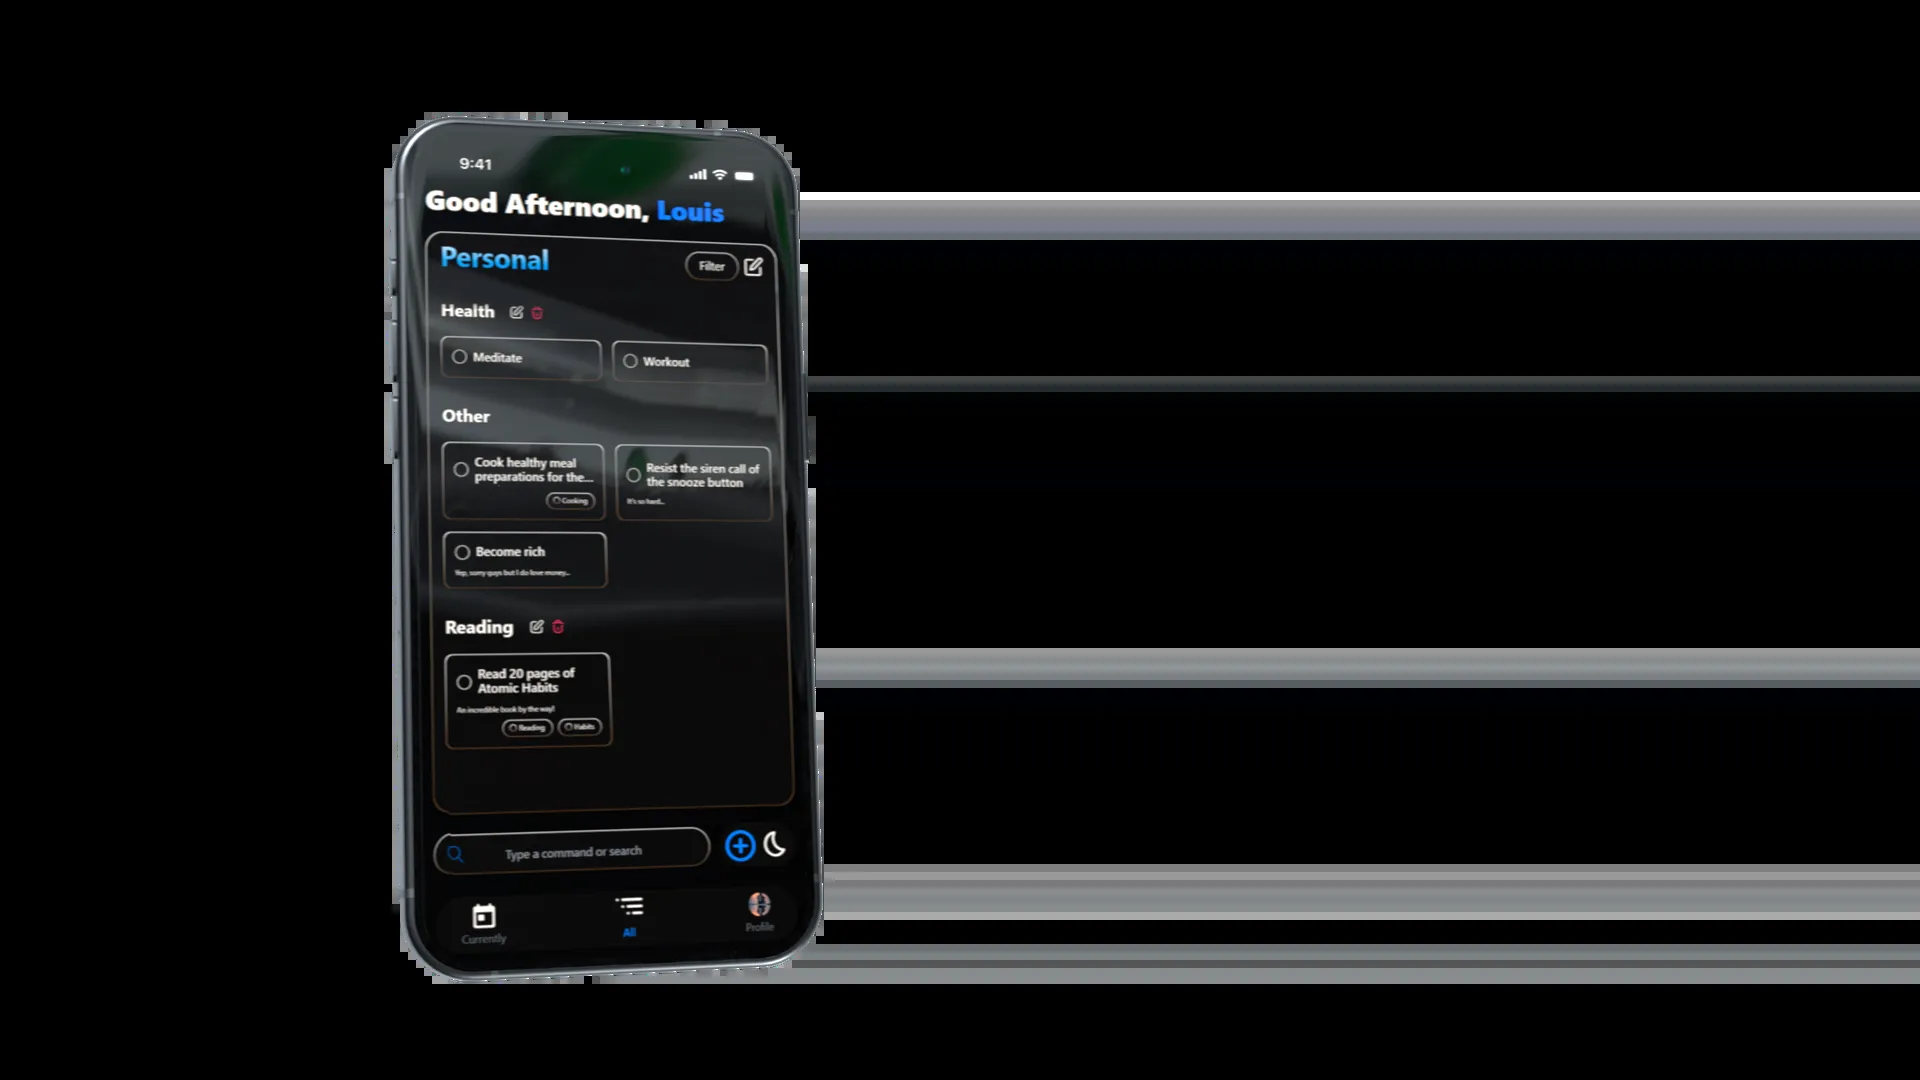 9:41
Good Afternoon, Louis
Personal
Filter
Health
Meditate
Workout
Other
Cook healthy meal
preparations for the...
Cooking
Resist the siren call of
the snooze button
It's so hard...
Become rich
Yep, sorry guys but I do love money...
Reading
Read 20 pages of
Atomic Habits
An incredible book by the way!
Reading
Habits
Type a command or search
Currently
All
Profile